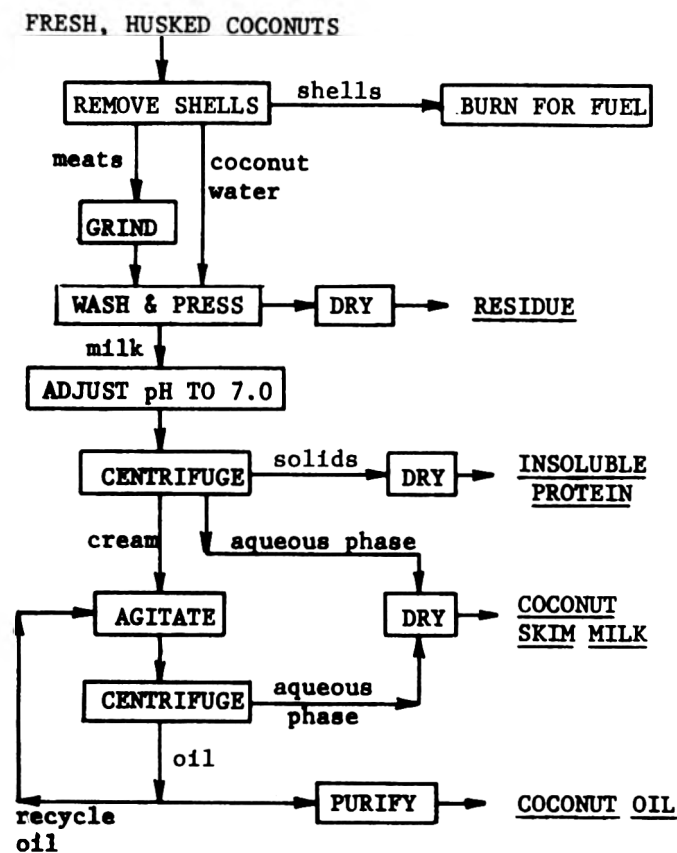 FRESH, HUSKED COCONUTS
REMOVE SHELLS
shells
BURN FOR FUEL
meats
coconut
water
GRIND
WASH & PRESS
DRY
RESIDUE
milk
ADJUST pH TO 7.0
CENTRIFUGE
solids
DRY
INSOLUBLE
PROTEIN
cream
aqueous phase
AGITATE
DRY
COCONUT
SKIM MILK
CENTRIFUGE
aqueous
phase
oil
recycle
oil
PURIFY
COCONUT OIL